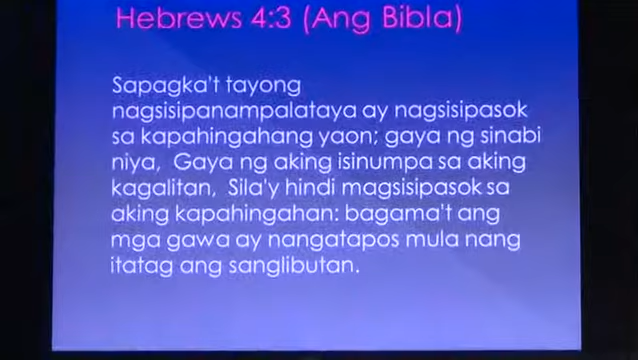 Hebrews 4:3 (Ang Bibla)
Sapagka't tayong
nagsisipanampalataya ay nagsisipasok
sa kapahingahang yaon; gaya ng sinabi
niya,  Gaya ng aking isinumpa sa aking
kagalitan,  Sila'y hindi magsisipasok sa
aking kapahingahan: bagama't ang
mga gawa ay nangatapos mula nang
itatag ang sanglibutan.